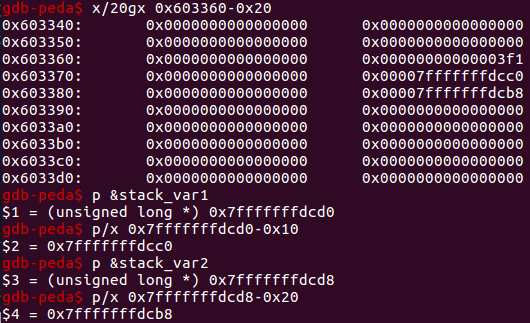 gdb-peda$ x/20gx 0x603360-0x20
0x603340: 0x0000000000000000 0x0000000000000000
0x603350: 0x0000000000000000 0x0000000000000000
0x603360: 0x0000000000000000 0x00000000000003f1
0x603370: 0x0000000000000000 0x00007fffffffdcc0
0x603380: 0x0000000000000000 0x00007fffffffdcb8
0x603390: 0x0000000000000000 0x0000000000000000
0x6033a0: 0x0000000000000000 0x0000000000000000
0x6033b0: 0x0000000000000000 0x0000000000000000
0x6033c0: 0x0000000000000000 0x0000000000000000
0x6033d0: 0x0000000000000000 0x0000000000000000
gdb-peda$ p &stack_var1
$1 = (unsigned long *) 0x7fffffffdcd0
gdb-peda$ p/x 0x7fffffffdcd0-0x10
$2 = 0x7fffffffdcc0
gdb-peda$ p &stack_var2
$3 = (unsigned long *) 0x7fffffffdcd8
gdb-peda$ p/x 0x7fffffffdcd8-0x20
$4 = 0x7fffffffdcb8